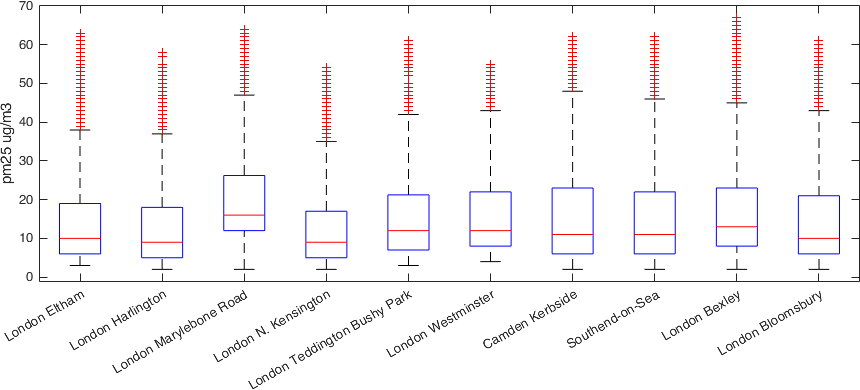 70
60
50
40
30
20
10
0
pm25 ug/m3
London Eltham
London Harlington
London Marylebone Road
London N. Kensington
London Teddington Bushy Park
London Westminster
Camden Kerbside
Southend-on-Sea
London Bexley
London Bloomsbury